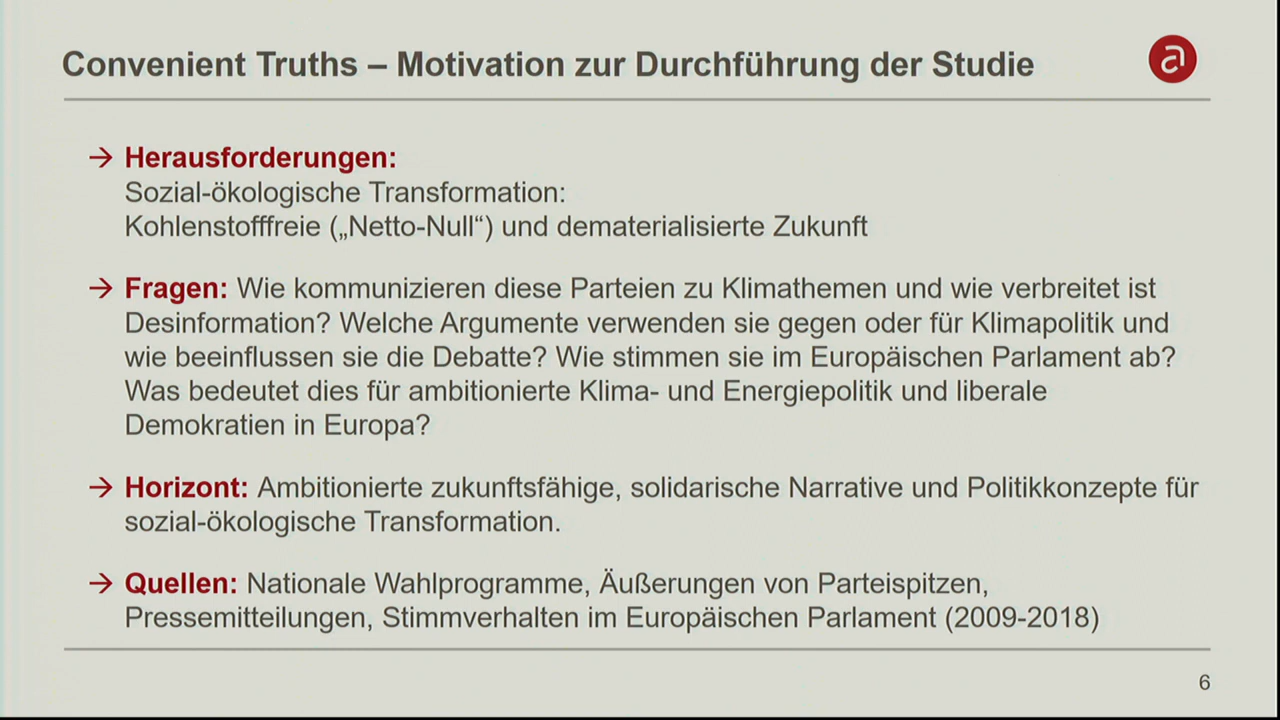 Convenient Truths – Motivation zur Durchführung der Studie
a
→ Herausforderungen:
Sozial-ökologische Transformation:
Kohlenstofffreie („Netto-Null“) und dematerialisierte Zukunft
→ Fragen: Wie kommunizieren diese Parteien zu Klimathemen und wie verbreitet ist
Desinformation? Welche Argumente verwenden sie gegen oder für Klimapolitik und
wie beeinflussen sie die Debatte? Wie stimmen sie im Europäischen Parlament ab?
Was bedeutet dies für ambitionierte Klima- und Energiepolitik und liberale
Demokratien in Europa?
→ Horizont: Ambitionierte zukunftsfähige, solidarische Narrative und Politikkonzepte für
sozial-ökologische Transformation.
→ Quellen: Nationale Wahlprogramme, Äußerungen von Parteispitzen,
Pressemitteilungen, Stimmverhalten im Europäischen Parlament (2009-2018)
6